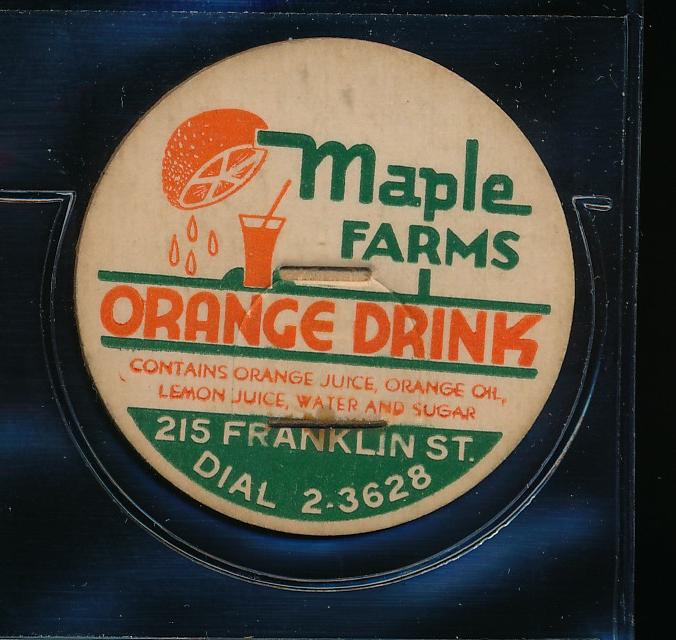 Maple
FARMS
ORANGE DRINK
CONTAINS ORANGE JUICE, ORANGE OIL,
LEMON JUICE, WATER AND SUGAR
215 FRANKLIN ST.
DIAL 2-3628